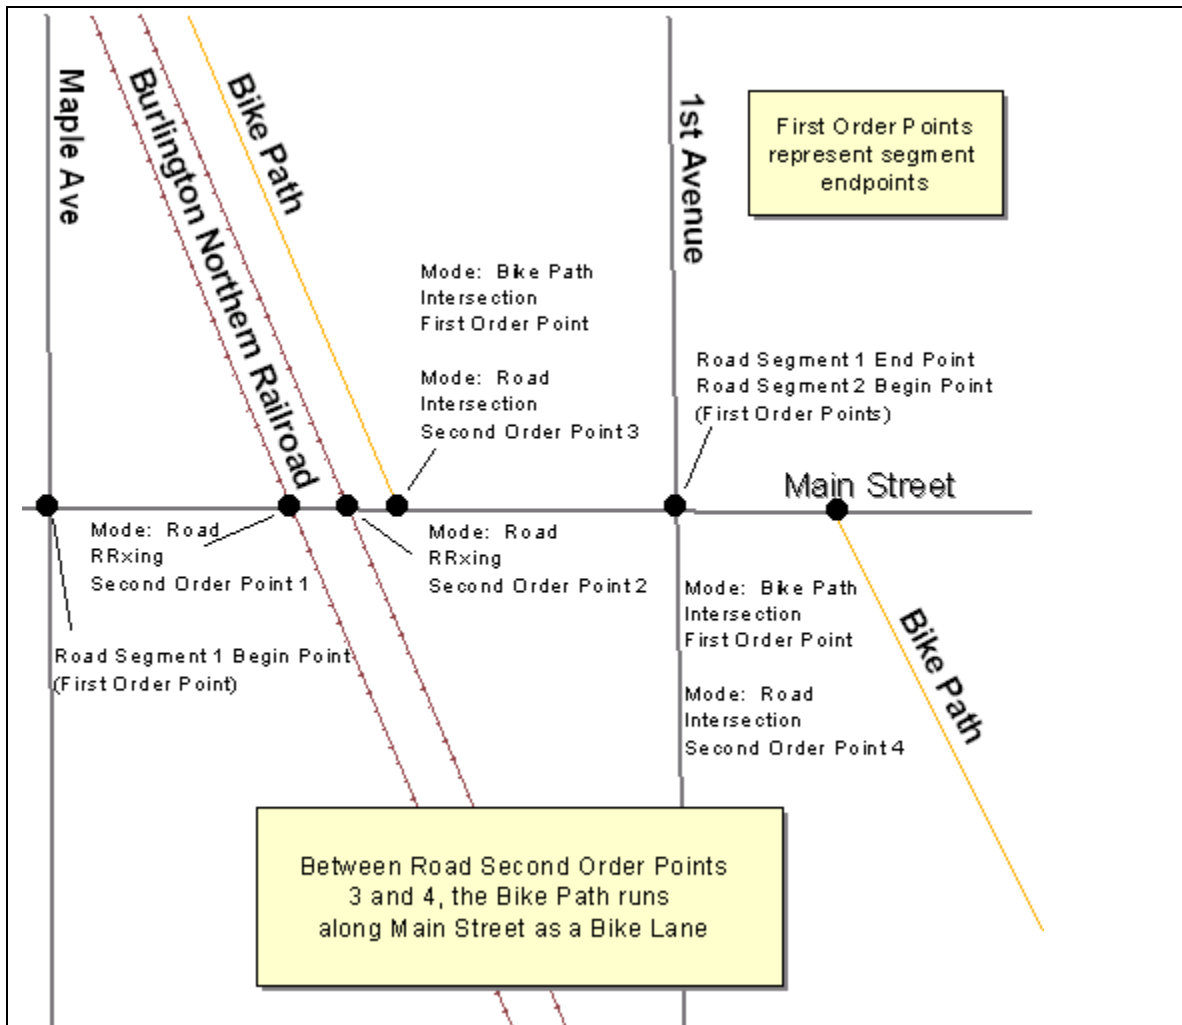 Maple Ave
Burlington Northern Railroad
Bike Path
1st Avenue
First Order Points
represent segment
endpoints
Mode: Bike Path
Intersection
First Order Point
Mode: Road
Intersection
Second Order Point 3
Road Segment 1 End Point
Road Segment 2 Begin Point
(First Order Points)
Main Street
Mode: Road
RRxing
Second Order Point 1
Mode: Road
RRxing
Second Order Point 2
Road Segment 1 Begin Point
(First Order Point)
Mode: Bike Path
Intersection
First Order Point
Mode: Road
Intersection
Second Order Point 4
Bike Path
Between Road Second Order Points
3 and 4, the Bike Path runs
along Main Street as a Bike Lane